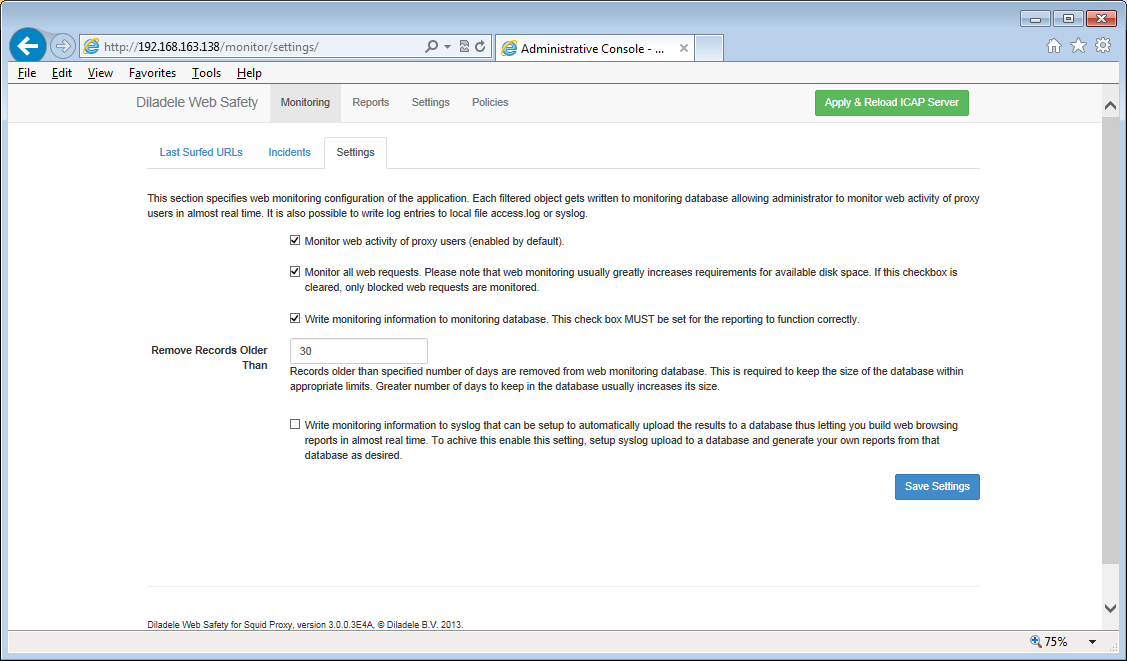 http://192.168.163.138/monitor/settings/
Administrative Console - ...
File Edit View Favorites Tools Help
Diladele Web Safety Monitoring Reports Settings Policies Apply & Reload ICAP Server
Last Surfed URLs Incidents Settings
This section specifies web monitoring configuration of the application. Each filtered object gets written to monitoring database allowing administrator to monitor web activity of proxy
users in almost real time. It is also possible to write log entries to local file access.log or syslog.
Monitor web activity of proxy users (enabled by default).
Monitor all web requests. Please note that web monitoring usually greatly increases requirements for available disk space. If this checkbox is
cleared, only blocked web requests are monitored.
Write monitoring information to monitoring database. This check box MUST be set for the reporting to function correctly.
Remove Records Older
Than
30
Records older than specified number of days are removed from web monitoring database. This is required to keep the size of the database within
appropriate limits. Greater number of days to keep in the database usually increases its size.
Write monitoring information to syslog that can be setup to automatically upload the results to a database thus letting you build web browsing
reports in almost real time. To achive this enable this setting, setup syslog upload to a database and generate your own reports from that
database as desired.
Save Settings
Diladele Web Safety for Squid Proxy, version 3.0.0.3E4A, © Diladele B.V. 2013.
75%